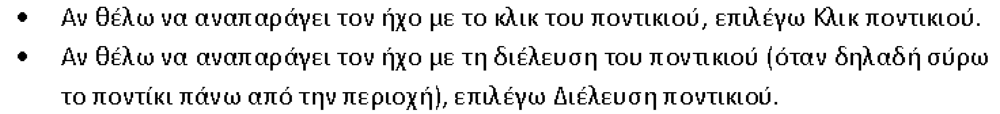 • Αν θέλω να αναπαράγει τον ήχο με το κλικ του ποντικιού, επιλέγω Κλικ ποντικιού.
• Αν θέλω να αναπαράγει τον ήχο με τη διέλευση του ποντικιού (όταν δηλαδή σύρω
το ποντίκι πάνω από την περιοχή), επιλέγω Διέλευση ποντικιού.